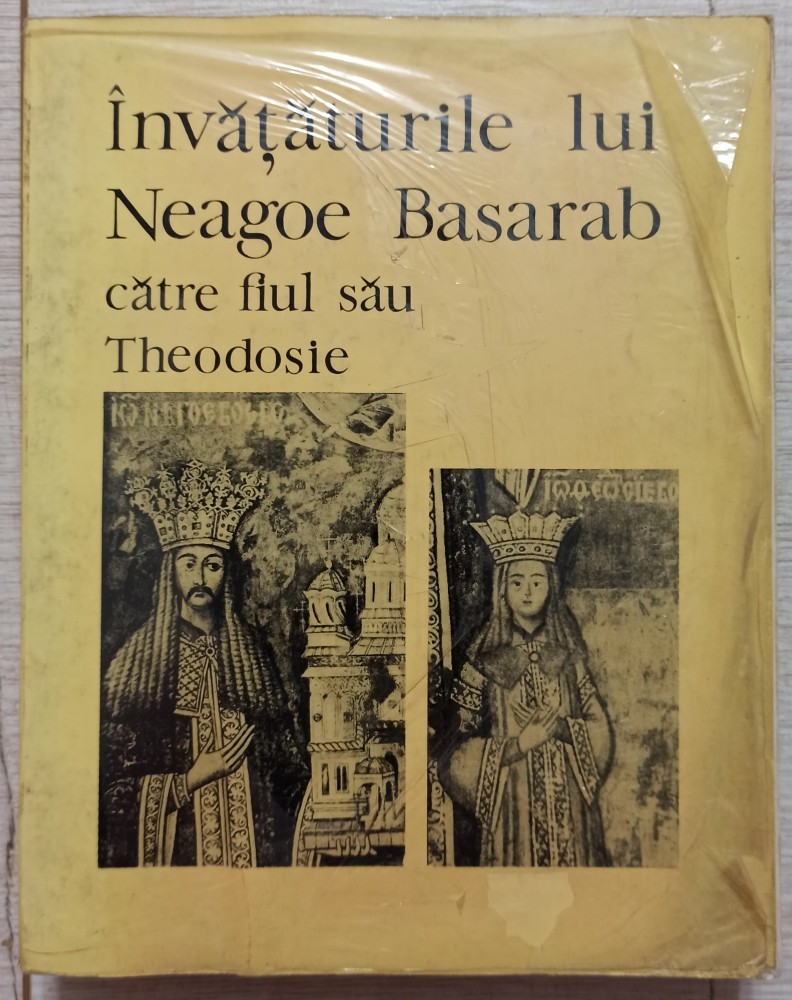 Învățăturile lui
Neagoe Basarab
către fiul său
Theodosie